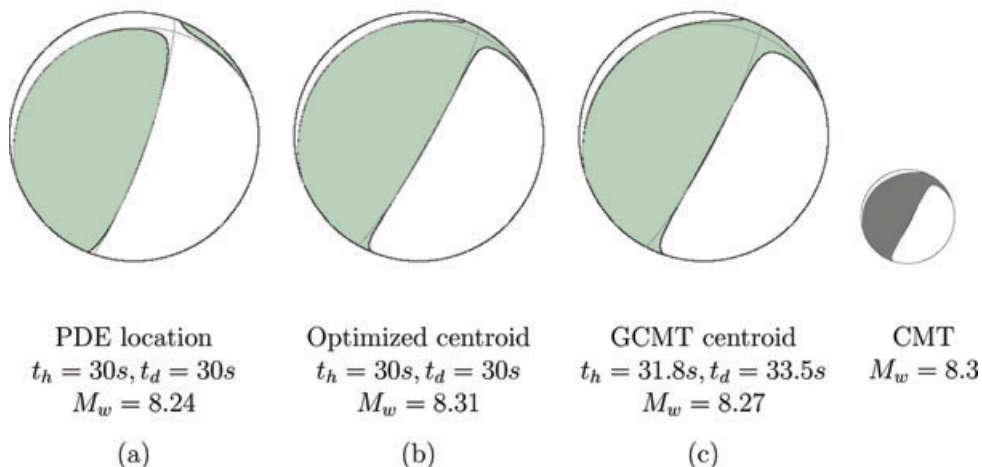 PDE location
t_h = 30s, t_d = 30s
M_w = 8.24
(a)
Optimized centroid
t_h = 30s, t_d = 30s
M_w = 8.31
(b)
GCMT centroid
t_h = 31.8s, t_d = 33.5s
M_w = 8.27
(c)
CMT
M_w = 8.3